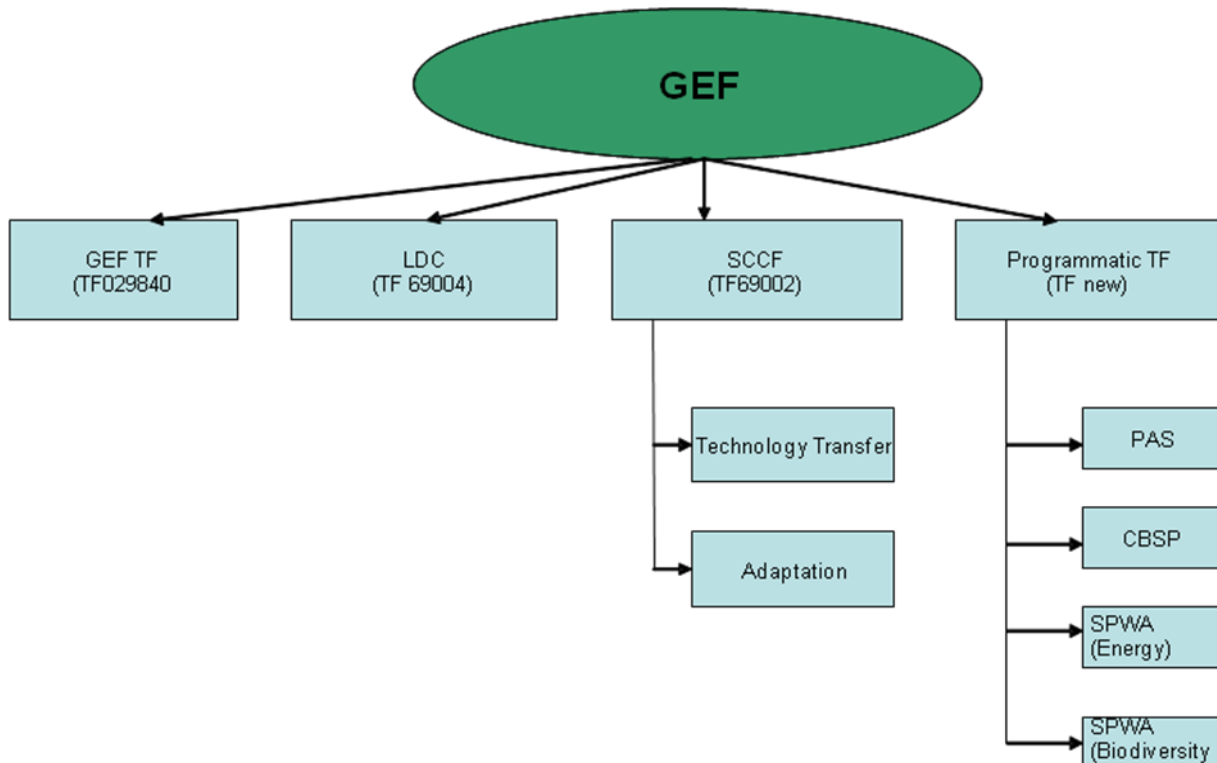 GEF
GEF TF
(TF029840
LDC
(TF 69004)
SCCF
(TF69002)
Programmatic TF
(TF new)
Technology Transfer
Adaptation
PAS
CBSP
SPWA
(Energy)
SPWA
(Biodiversity